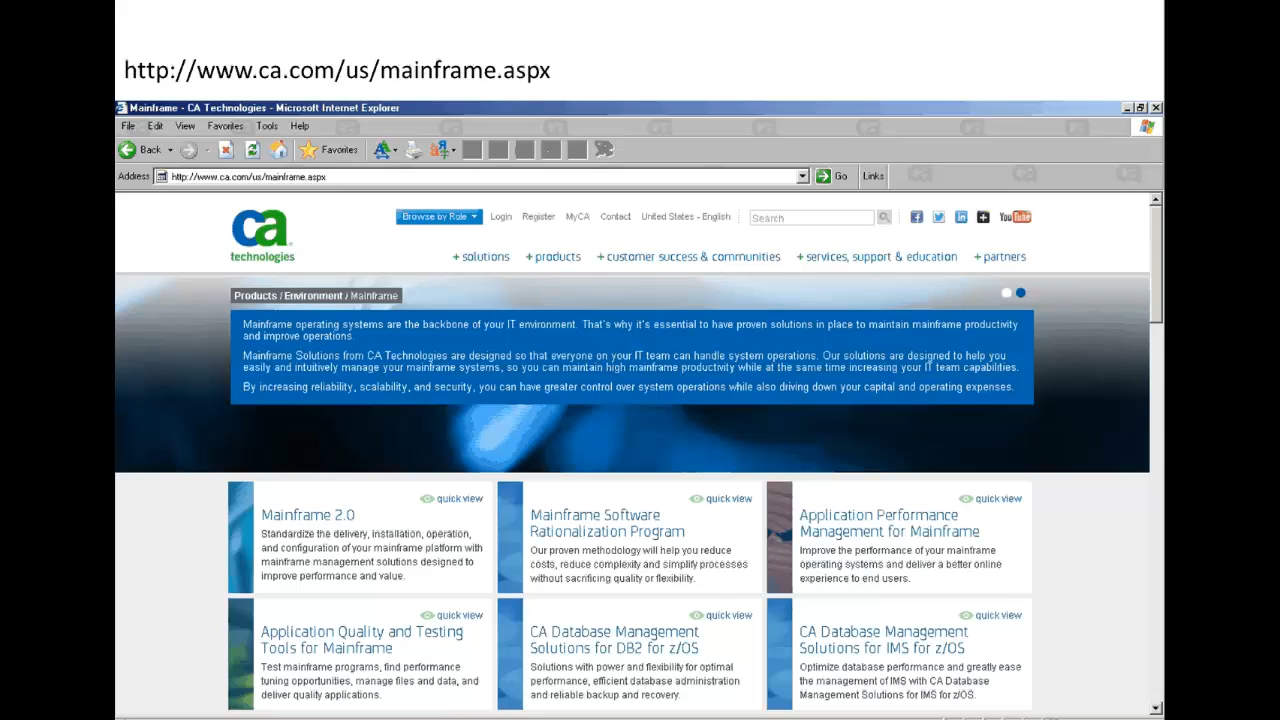 http://www.ca.com/us/mainframe.aspx
Mainframe - CA Technologies - Microsoft Internet Explorer
File Edit View Favorites Tools Help
Back Favorites
Address http://www.ca.com/us/mainframe.aspx Go Links
ca technologies
Browse by Role Login Register MyCA Contact United States - English Search You Tube
+ solutions + products + customer success & communities + services, support & education + partners
Products / Environment / Mainframe
Mainframe operating systems are the backbone of your IT environment. That's why it's essential to have proven solutions in place to maintain mainframe productivity
and improve operations.
Mainframe Solutions from CA Technologies are designed so that everyone on your IT team can handle system operations. Our solutions are designed to help you
easily and intuitively manage your mainframe systems, so you can maintain high mainframe productivity while at the same time increasing your IT team capabilities.
By increasing reliability, scalability, and security, you can have greater control over system operations while also driving down your capital and operating expenses.
quick view
Mainframe 2.0
Standardize the delivery, installation, operation,
and configuration of your mainframe platform with
mainframe management solutions designed to
improve performance and value.
quick view
Mainframe Software
Rationalization Program
Our proven methodology will help you reduce
costs, reduce complexity and simplify processes
without sacrificing quality or flexibility.
quick view
Application Performance
Management for Mainframe
Improve the performance of your mainframe
operating systems and deliver a better online
experience to end users.
quick view
Application Quality and Testing
Tools for Mainframe
Test mainframe programs, find performance
tuning opportunities, manage files and data, and
deliver quality applications.
quick view
CA Database Management
Solutions for DB2 for z/OS
Solutions with power and flexibility for optimal
performance, efficient database administration
and reliable backup and recovery.
quick view
CA Database Management
Solutions for IMS for z/OS
Optimize database performance and greatly ease
the management of IMS with CA Database
Management Solutions for IMS for z/OS.